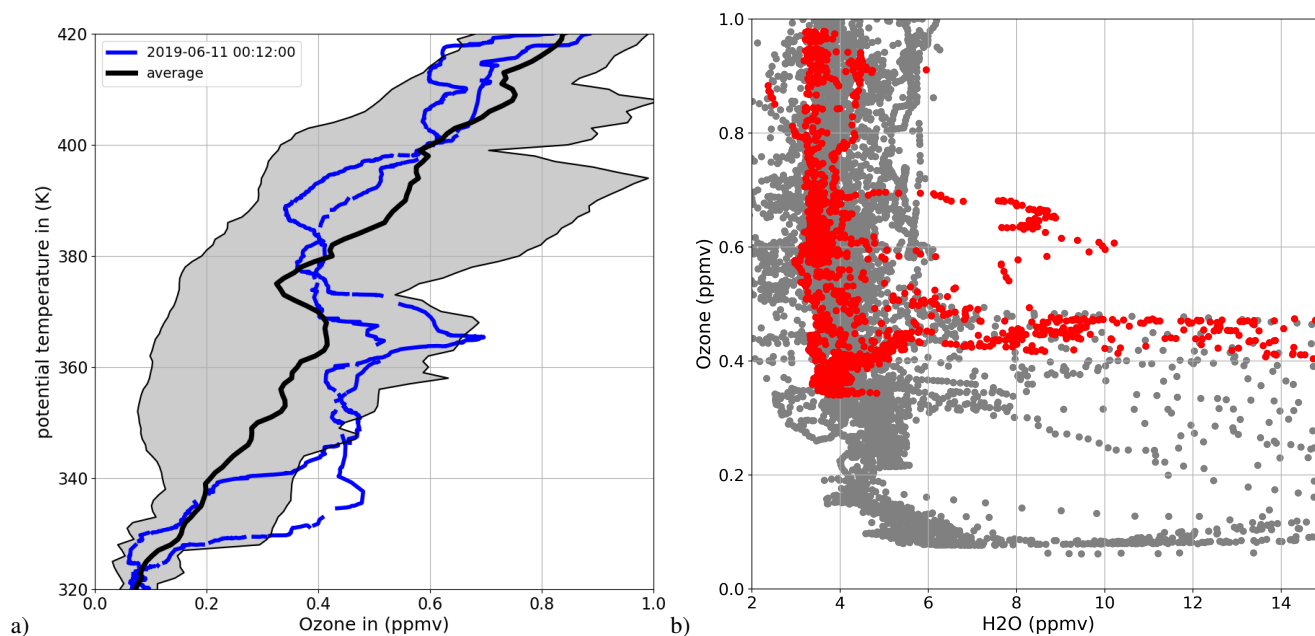 2019-06-11 00:12:00
average
420
400
380
360
340
320
potential temperature in (K)
0.0 0.2 0.4 0.6 0.8 1.0
Ozone in (ppmv)
a)
1.0
0.8
0.6
0.4
0.2
0.0
Ozone (ppmv)
2 4 6 8 10 12 14
H2O (ppmv)
b)